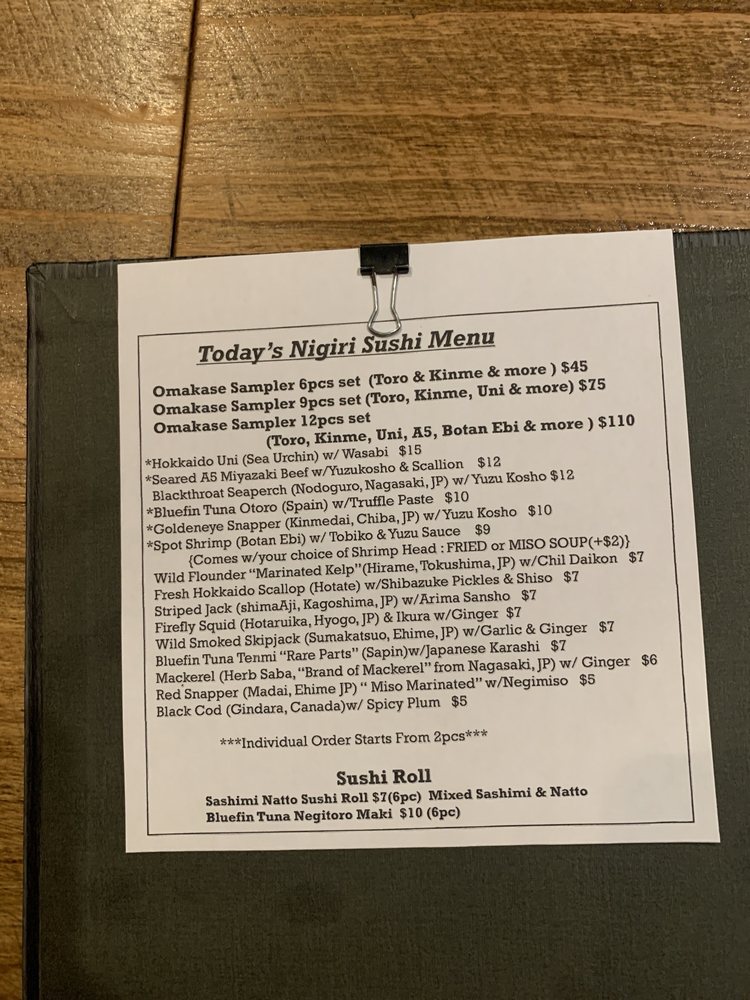 Today's Nigiri Sushi Menu
Omakase Sampler 6pcs set (Toro & Kinme & more ) $45
Omakase Sampler 9pcs set (Toro, Kinme, Uni & more) $75
Omakase Sampler 12pcs set
(Toro, Kinme, Uni, A5, Botan Ebi & more ) $110
*Hokkaido Uni (Sea Urchin) w/ Wasabi $15
*Seared A5 Miyazaki Beef w/Yuzukosho & Scallion $12
Blackthroat Seaperch (Nodoguro, Nagasaki, JP) w/ Yuzu Kosho $12
*Bluefin Tuna Otoro (Spain) w/Truffle Paste $10
*Goldeneye Snapper (Kinmedai, Chiba, JP) w/ Yuzu Kosho $10
*Spot Shrimp (Botan Ebi) w/ Tobiko & Yuzu Sauce $9
{Comes w/your choice of Shrimp Head : FRIED or MISO SOUP(+$2)}
Wild Flounder "Marinated Kelp"(Hirame, Tokushima, JP) w/Chil Daikon $7
Fresh Hokkaido Scallop (Hotate) w/Shibazuke Pickles & Shiso $7
Striped Jack (shimaAji, Kagoshima, JP) w/Arima Sansho $7
Firefly Squid (Hotaruika, Hyogo, JP) & Ikura w/Ginger $7
Wild Smoked Skipjack (Sumakatsuo, Ehime, JP) w/Garlic & Ginger $7
Bluefin Tuna Tenmi "Rare Parts" (Sapin)w/Japanese Karashi $7
Mackerel (Herb Saba, "Brand of Mackerel" from Nagasaki, JP) w/ Ginger $6
Red Snapper (Madai, Ehime JP) " Miso Marinated" w/Negimiso $5
Black Cod (Gindara, Canada)w/ Spicy Plum $5
***Individual Order Starts From 2pcs***
Sushi Roll
Sashimi Natto Sushi Roll $7(6pc) Mixed Sashimi & Natto
Bluefin Tuna Negitoro Maki $10 (6pc)